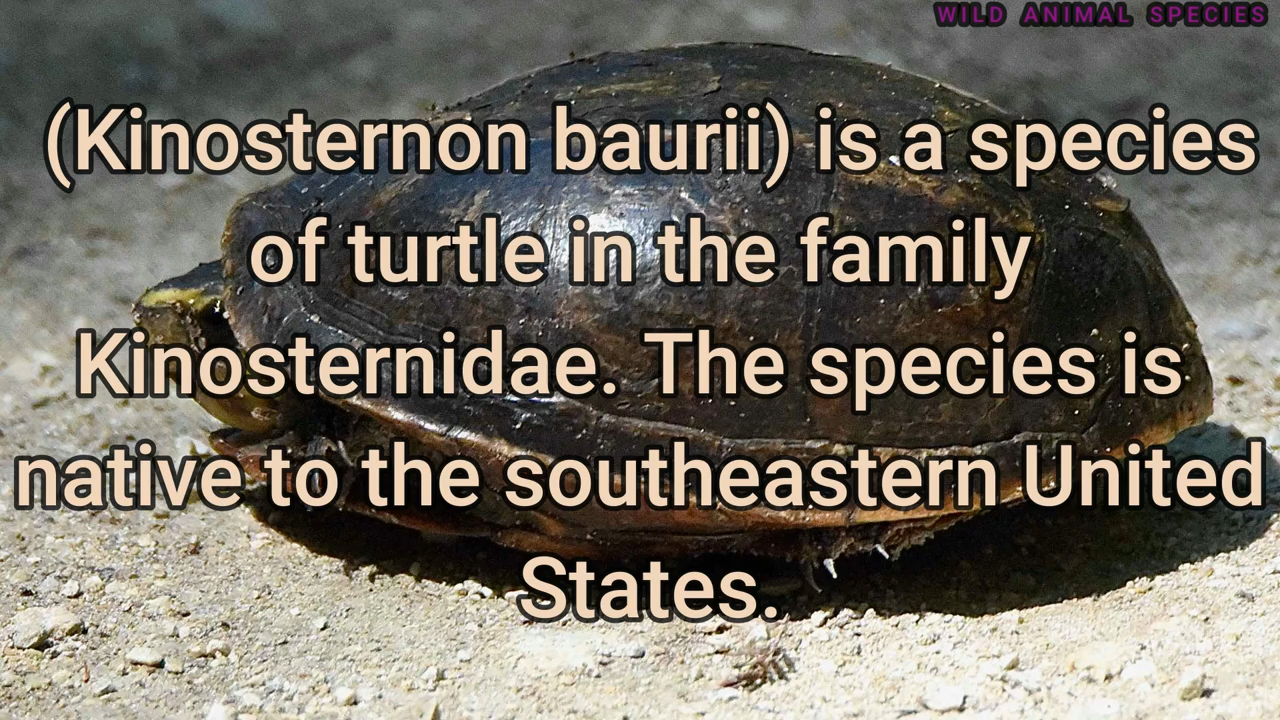 WILD ANIMAL SPECIES
(Kinosternon baurii) is a species
of turtle in the family
Kinosternidae. The species is
native to the southeastern United
States.